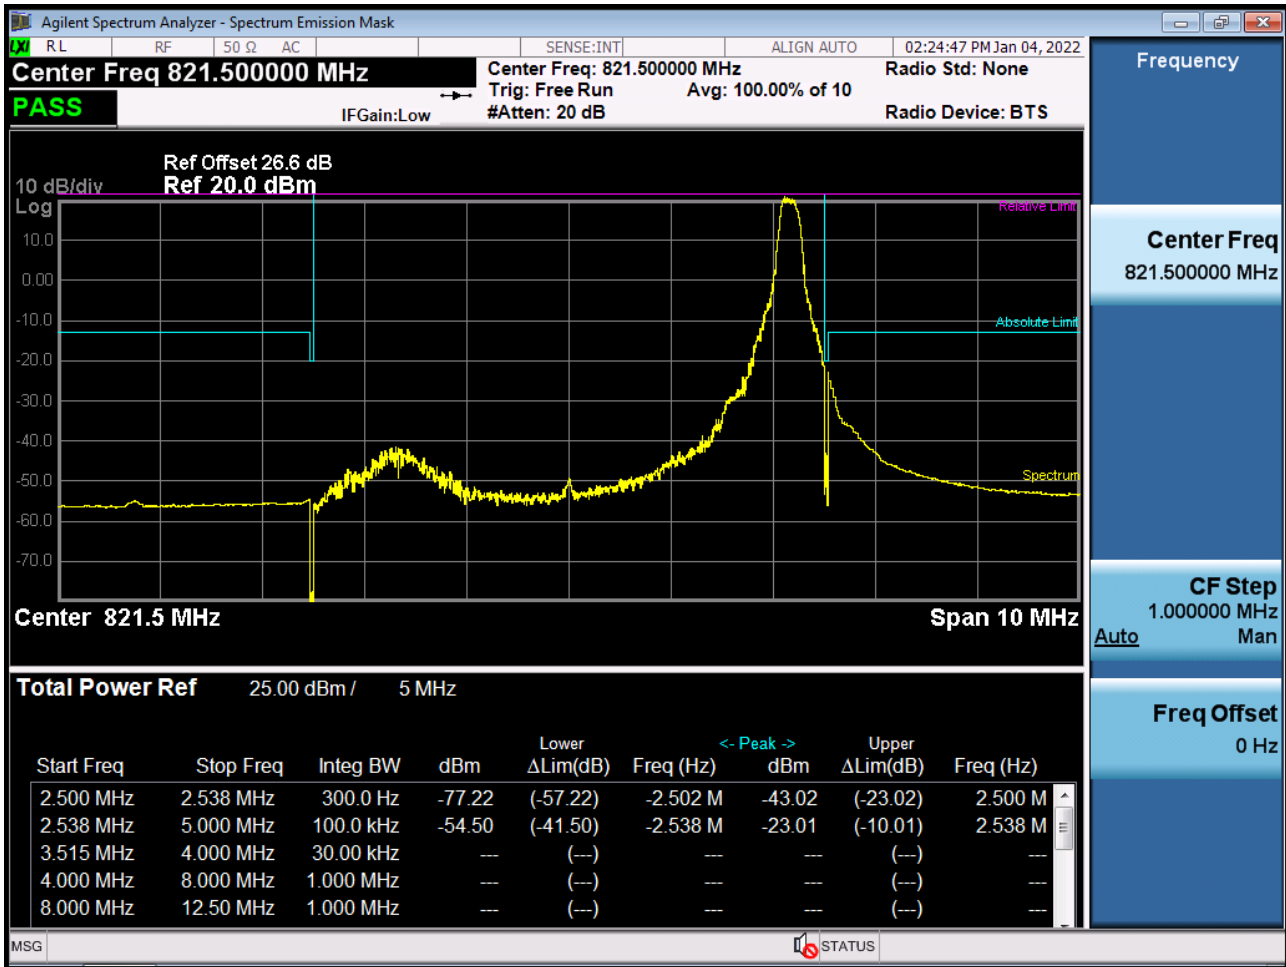 Agilent Spectrum Analyzer - Spectrum Emission Mask
LXI RL RF 50 Ω AC SENSE:INT ALIGN AUTO 02:24:47 PM Jan 04, 2022
Center Freq 821.500000 MHz
Center Freq: 821.500000 MHz Radio Std: None
Trig: Free Run Avg: 100.00% of 10
PASS
IFGain:Low #Atten: 20 dB Radio Device: BTS
Ref Offset 26.6 dB
10 dB/div Ref 20.0 dBm
Log
Relative Limit
10.0
0.00
-10.0
Absolute Limit
-20.0
-30.0
-40.0
-50.0
Spectrum
-60.0
-70.0
Center 821.5 MHz Span 10 MHz
Total Power Ref 25.00 dBm / 5 MHz
Lower <- Peak -> Upper
Start Freq Stop Freq Integ BW dBm ΔLim(dB) Freq (Hz) dBm ΔLim(dB) Freq (Hz)
2.500 MHz 2.538 MHz 300.0 Hz -77.22 (-57.22) -2.502 M -43.02 (-23.02) 2.500 M
2.538 MHz 5.000 MHz 100.0 kHz -54.50 (-41.50) -2.538 M -23.01 (-10.01) 2.538 M
3.515 MHz 4.000 MHz 30.00 kHz --- (---) --- --- (---) ---
4.000 MHz 8.000 MHz 1.000 MHz --- (---) --- --- (---) ---
8.000 MHz 12.50 MHz 1.000 MHz --- (---) --- --- (---) ---
MSG STATUS
Frequency
Center Freq
821.500000 MHz
CF Step
1.000000 MHz
Auto Man
Freq Offset
0 Hz